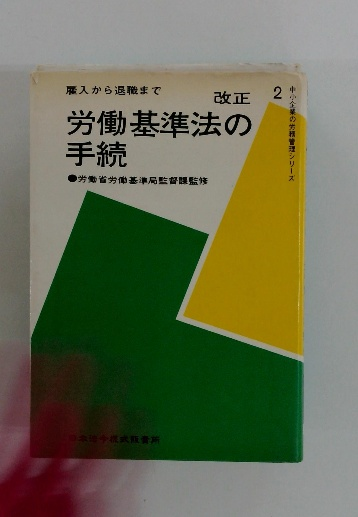 雇入から退職まで
改正
労働基準法の
手続
●労働省労働基準局監督課監修
2
中小企業の労務管理シリーズ